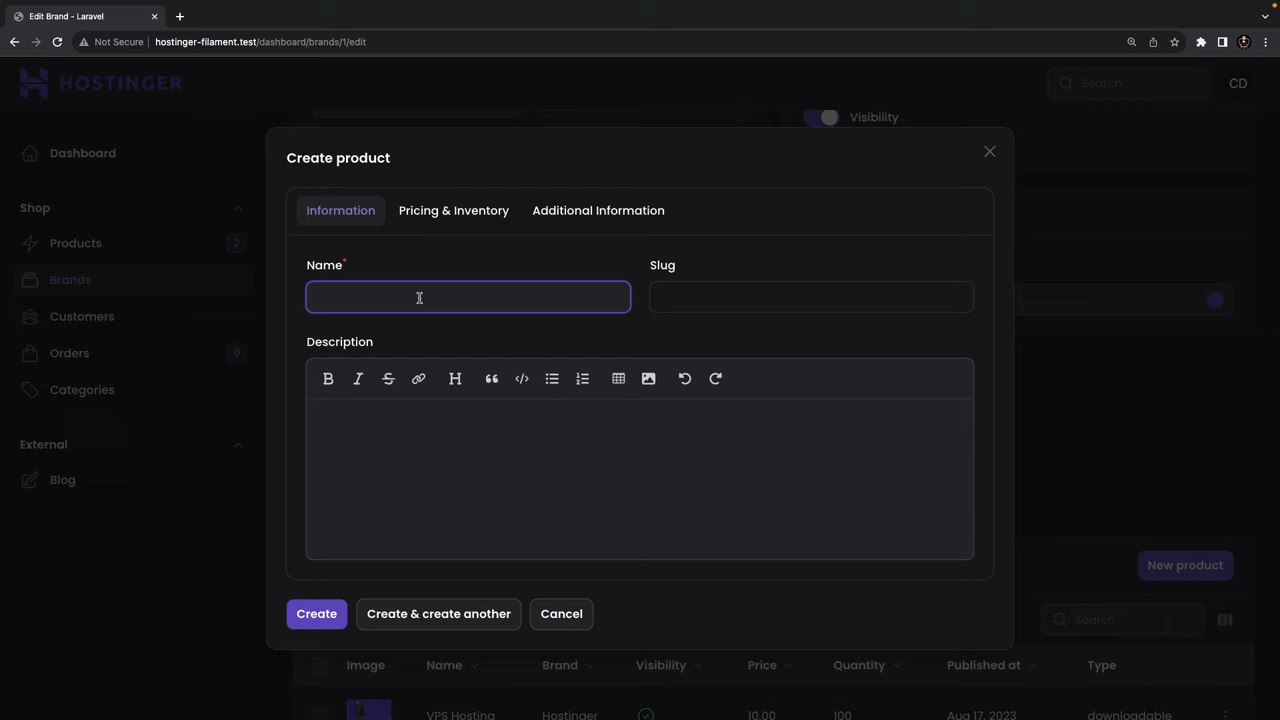 Edit Brand - Laravel
Not Secure hostinger-filament.test/dashboard/brands/1/edit
HOSTINGER
Search
CD
Visibility
Dashboard
Shop
Products 2
Brands
Customers
Orders 0
Categories
External
Blog
Create product
Information Pricing & Inventory Additional Information
Name* Slug
Description
Create Create & create another Cancel
New product
Search
Image Name Brand Visibility Price Quantity Published at Type
VPS Hosting Hostinger 10.00 100 Aug 17, 2023 downloadable